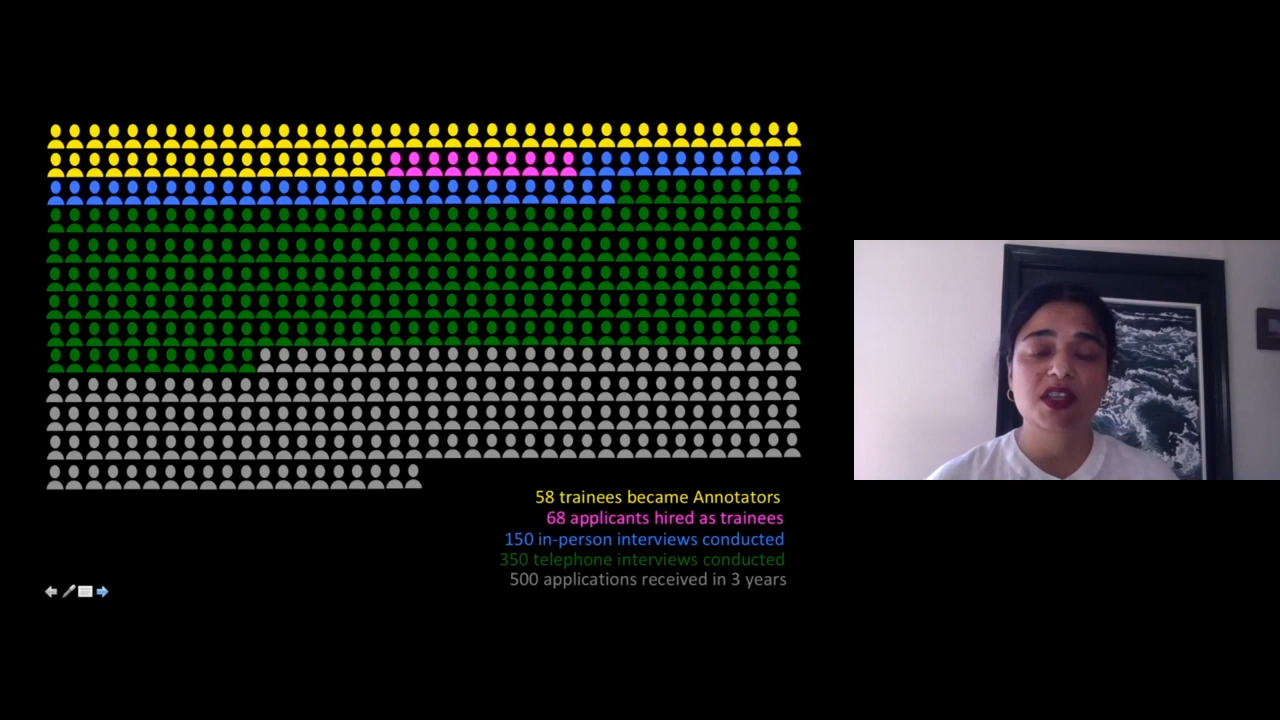 58 trainees became Annotators
68 applicants hired as trainees
150 in-person interviews conducted
350 telephone interviews conducted
500 applications received in 3 years